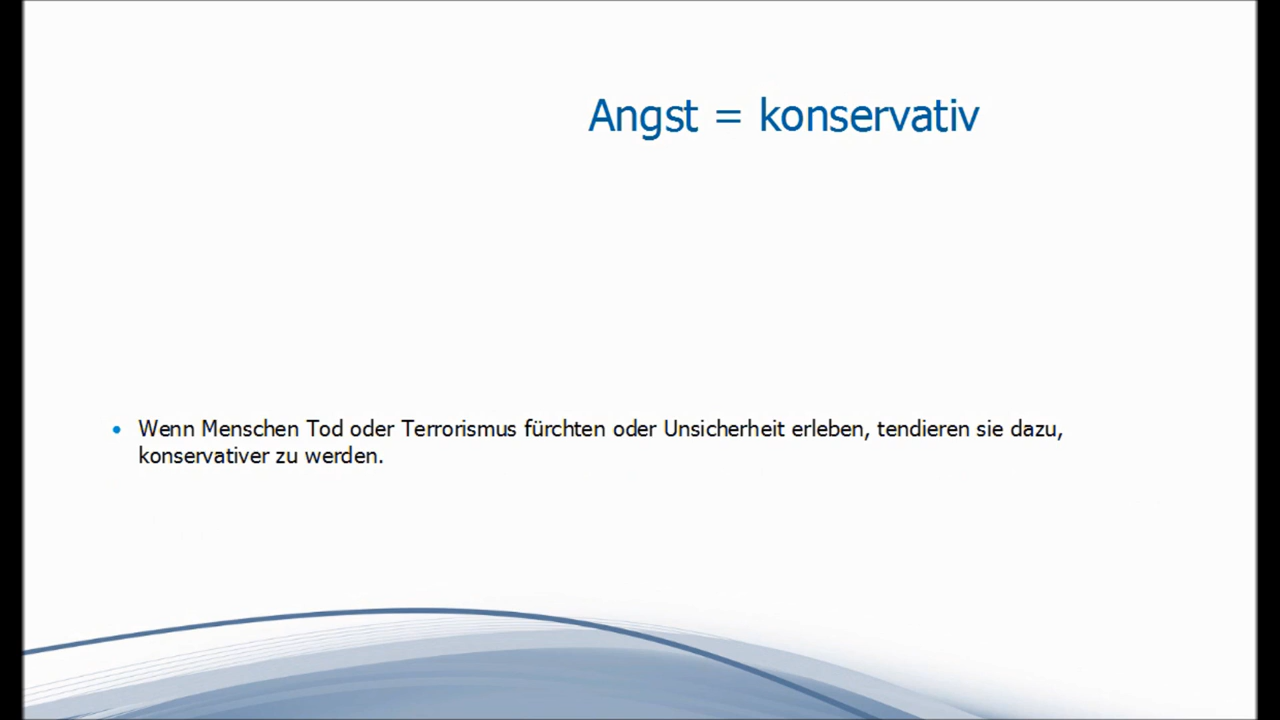 Angst = konservativ
• Wenn Menschen Tod oder Terrorismus fürchten oder Unsicherheit erleben, tendieren sie dazu,
konservativer zu werden.